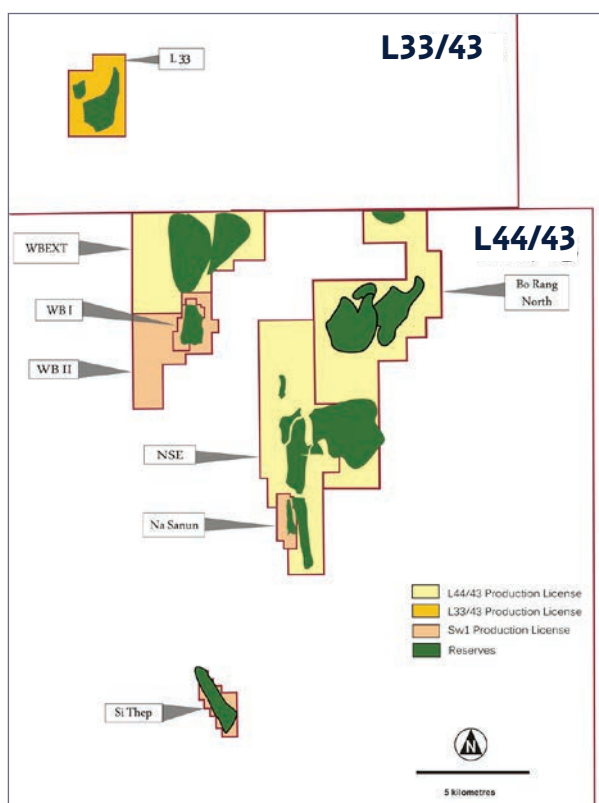 L33/43
L 33
L44/43
WBEXT
Bo Rang
North
WB I
WB II
NSE
Na Sanun
L44/43 Production License
L33/43 Production License
Sw1 Production License
Reserves
Si Thep
N
5 kilometres